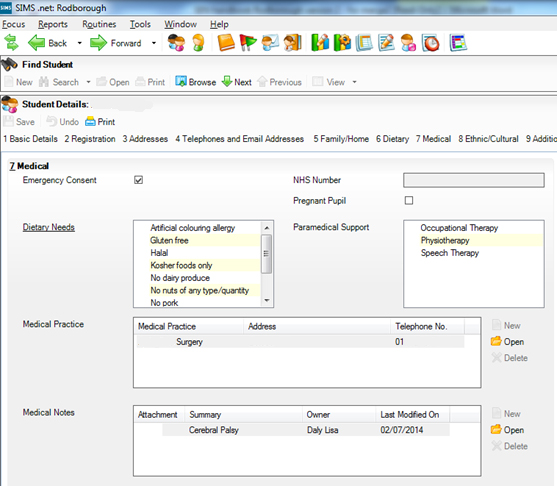 SIMS .net: Rodborough
Focus Reports Routines Tools Window Help
Back Forward
Find Student
New Search Open Print Browse Next Previous View
Student Details:
Save Undo Print
1 Basic Details 2 Registration 3 Addresses 4 Telephones and Email Addresses 5 Family/Home 6 Dietary 7 Medical 8 Ethnic/Cultural 9 Additio
7 Medical
Emergency Consent NHS Number
Pregnant Pupil
Dietary Needs Paramedical Support
Artificial colouring allergy Occupational Therapy
Gluten free Physiotherapy
Halal Speech Therapy
Kosher foods only
No dairy produce
No nuts of any type/quantity
No pork
Medical Practice
Medical Practice Address Telephone No. New
Surgery 01 Open
Delete
Medical Notes
Attachment Summary Owner Last Modified On New
Cerebral Palsy Daly Lisa 02/07/2014 Open
Delete